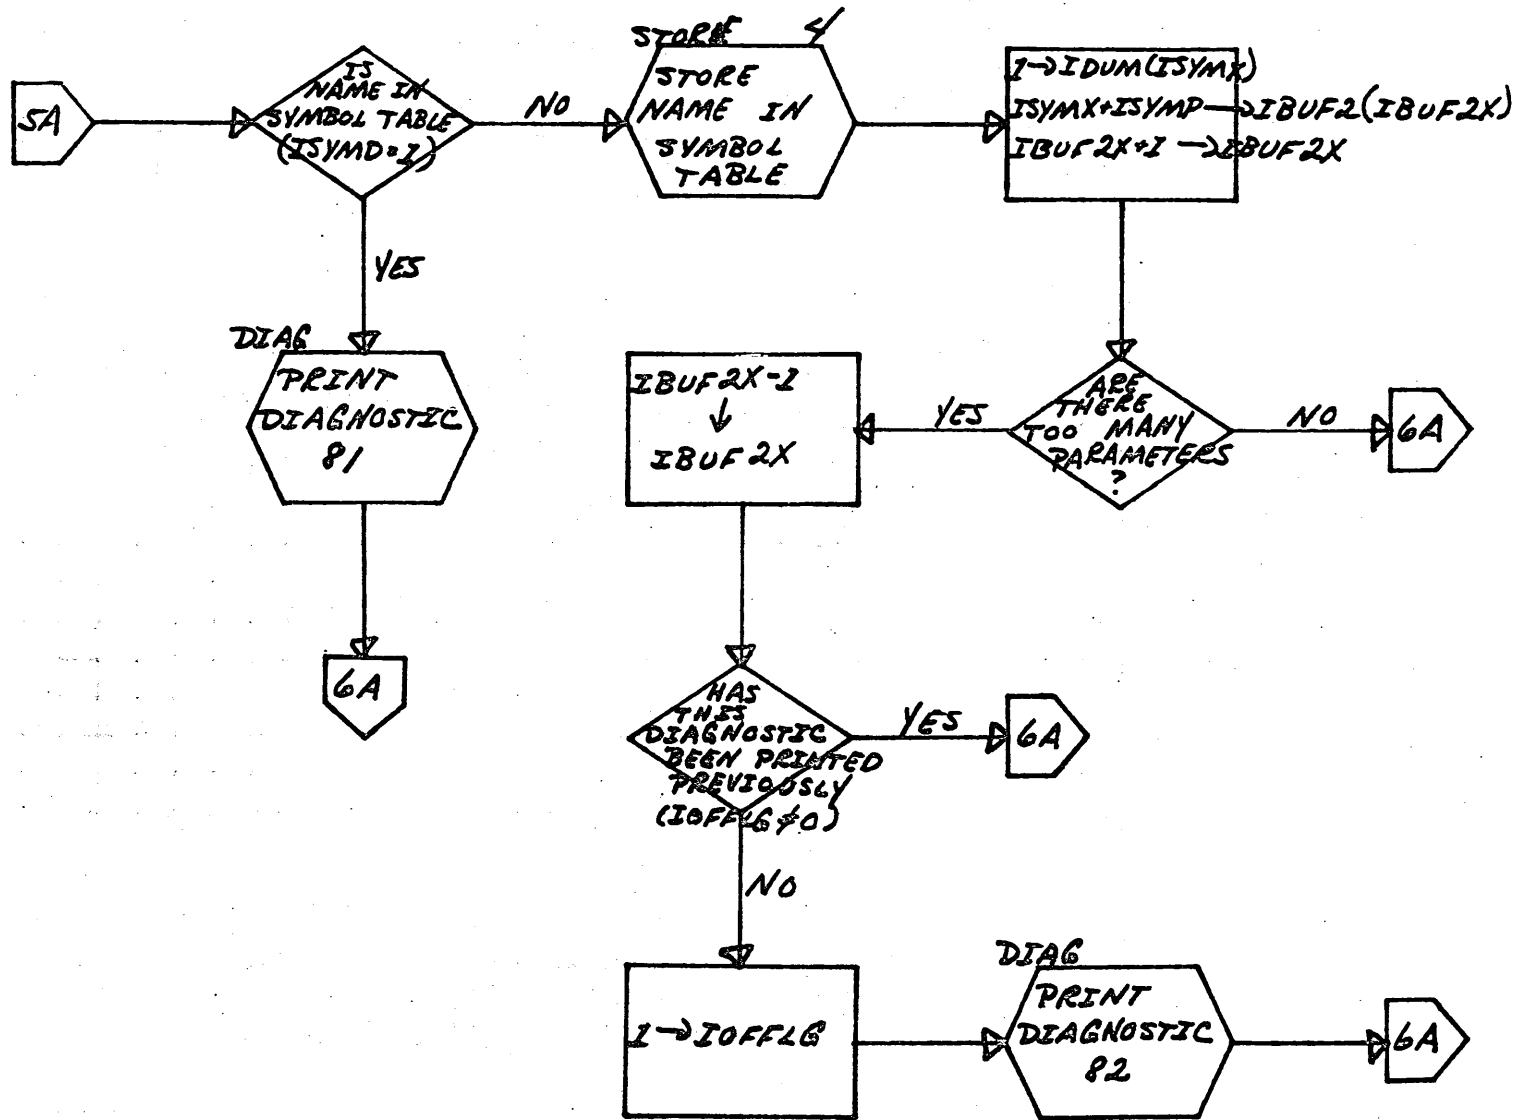 5A
IS
NAME IN
SYMBOL TABLE
(ISYMD=1)
NO
STORE 4
STORE
NAME IN
SYMBOL
TABLE
1→IDUM(ISYMX)
ISYMX+ISYMP→IBUF2(IBUF2X)
IBUF2X+1→IBUF2X
YES
DIAG
PRINT
DIAGNOSTIC
81
6A
ARE
THERE
TOO MANY
PARAMETERS
?
NO
6A
YES
IBUF2X-1
↓
IBUF2X
HAS
THIS
DIAGNOSTIC
BEEN PRINTED
PREVIOUSLY
(IOFFLG≠0)
YES
6A
NO
1→IOFFLG
DIAG
PRINT
DIAGNOSTIC
82
6A